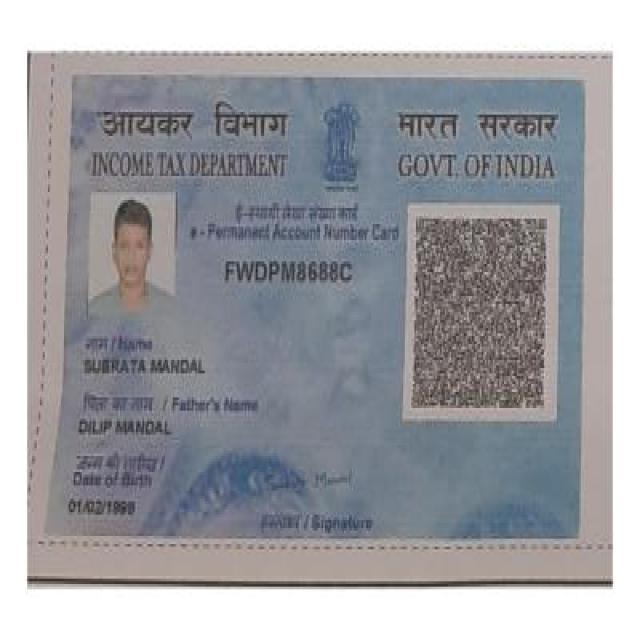 आयकर विभाग
INCOME TAX DEPARTMENT
भारत सरकार
GOVT. OF INDIA
ई-स्थायी लेखा संख्या कार्ड
e - Permanent Account Number Card
FWDPM8688C
नाम / Name
SUBRATA MANDAL
पिता का नाम / Father's Name
DILIP MANDAL
जन्म की तारीख /
Date of Birth
01/02/1998
हस्ताक्षर / Signature